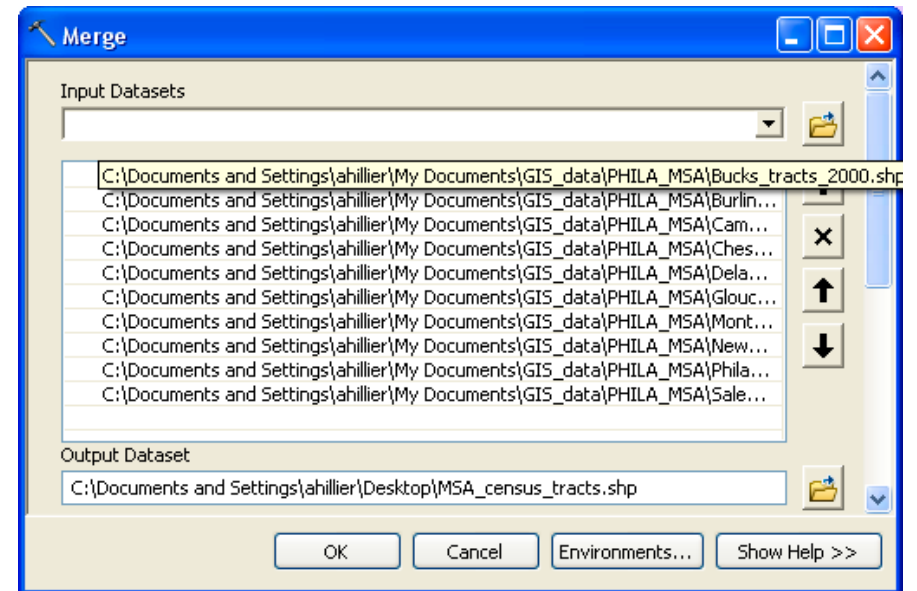 Merge
Input Datasets
C:\Documents and Settings\ahillier\My Documents\GIS_data\PHILA_MSA\Bucks_tracts_2000.shp
C:\Documents and Settings\ahillier\My Documents\GIS_data\PHILA_MSA\Burlin...
C:\Documents and Settings\ahillier\My Documents\GIS_data\PHILA_MSA\Cam...
C:\Documents and Settings\ahillier\My Documents\GIS_data\PHILA_MSA\Ches...
C:\Documents and Settings\ahillier\My Documents\GIS_data\PHILA_MSA\Dela...
C:\Documents and Settings\ahillier\My Documents\GIS_data\PHILA_MSA\Glouc...
C:\Documents and Settings\ahillier\My Documents\GIS_data\PHILA_MSA\Mont...
C:\Documents and Settings\ahillier\My Documents\GIS_data\PHILA_MSA\New...
C:\Documents and Settings\ahillier\My Documents\GIS_data\PHILA_MSA\Phila...
C:\Documents and Settings\ahillier\My Documents\GIS_data\PHILA_MSA\Sale...
Output Dataset
C:\Documents and Settings\ahillier\Desktop\MSA_census_tracts.shp
OK Cancel Environments... Show Help >>